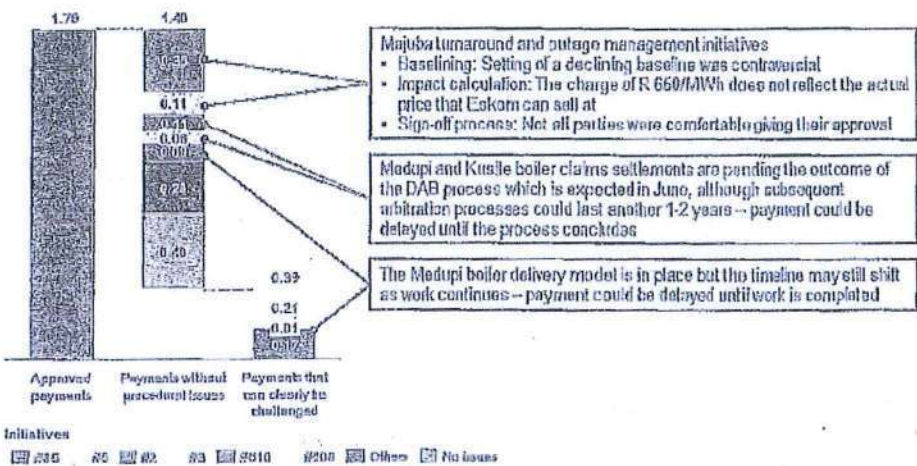 1.79
1.40
Majuba turnaround and outage management initiatives
• Baselining: Setting of a declining baseline was controversial
• Impact calculation: The charge of R 650/MWh does not reflect the actual
price that Eskom can sell at
• Sign-off process: Not all parties were comfortable giving their approval
0.11
0.08
Medupi and Kusile boiler claims settlements are pending the outcome
of the DAB process which is expected in June, although subsequent
arbitration processes could last another 1-2 years – payment could be
delayed until the process concludes
0.40
0.39
The Medupi boiler delivery model is in place but the timeline may still shift
as work continues – payment could be delayed until work is completed
0.21
0.01
0.17
Approved
payments
Payments without
procedural issues
Payments that
can clearly be
challenged
Initiatives
Others No issues